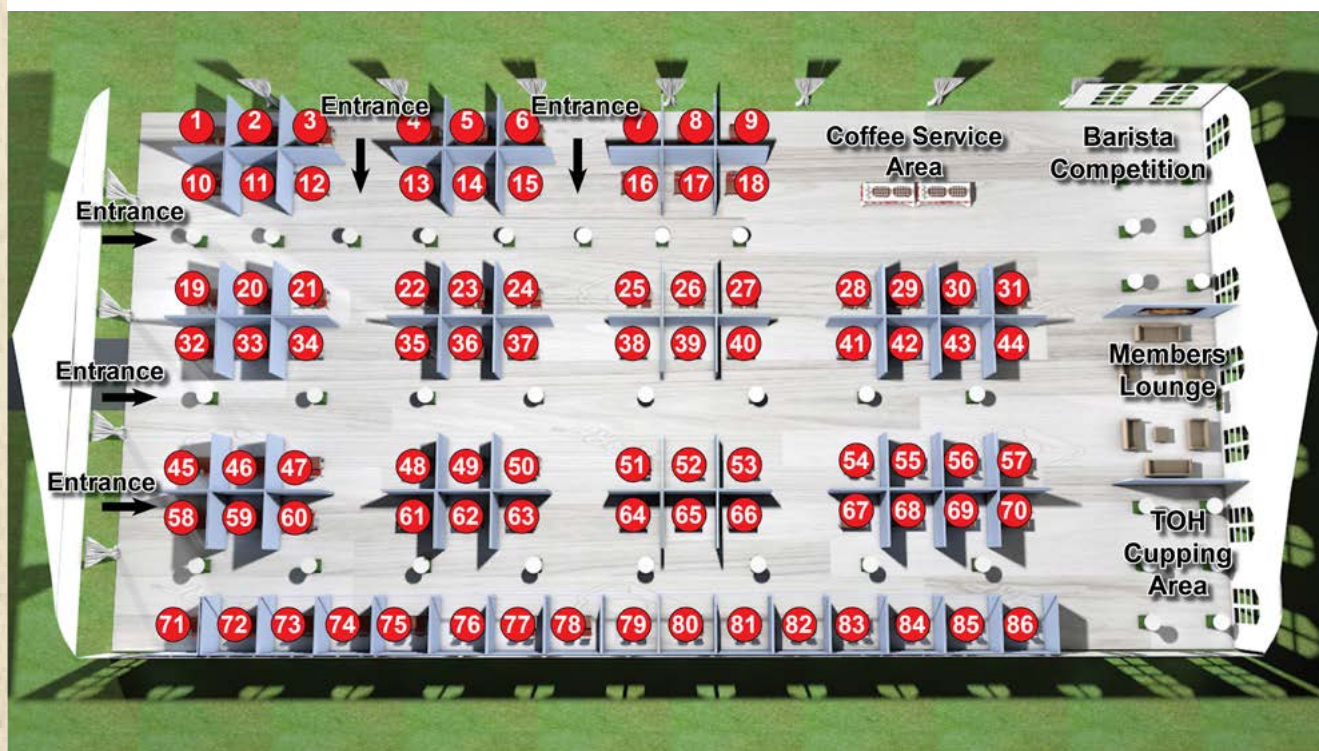 Entrance
Entrance
1 2 3 4 5 6 7 8 9
Coffee Service
Area
Barista
Competition
10 11 12 13 14 15 16 17 18
Entrance
19 20 21 22 23 24 25 26 27 28 29 30 31
32 33 34 35 36 37 38 39 40 41 42 43 44
Members
Lounge
Entrance
45 46 47 48 49 50 51 52 53 54 55 56 57
Entrance
58 59 60 61 62 63 64 65 66 67 68 69 70
TOH
Cupping
Area
71 72 73 74 75 76 77 78 79 80 81 82 83 84 85 86